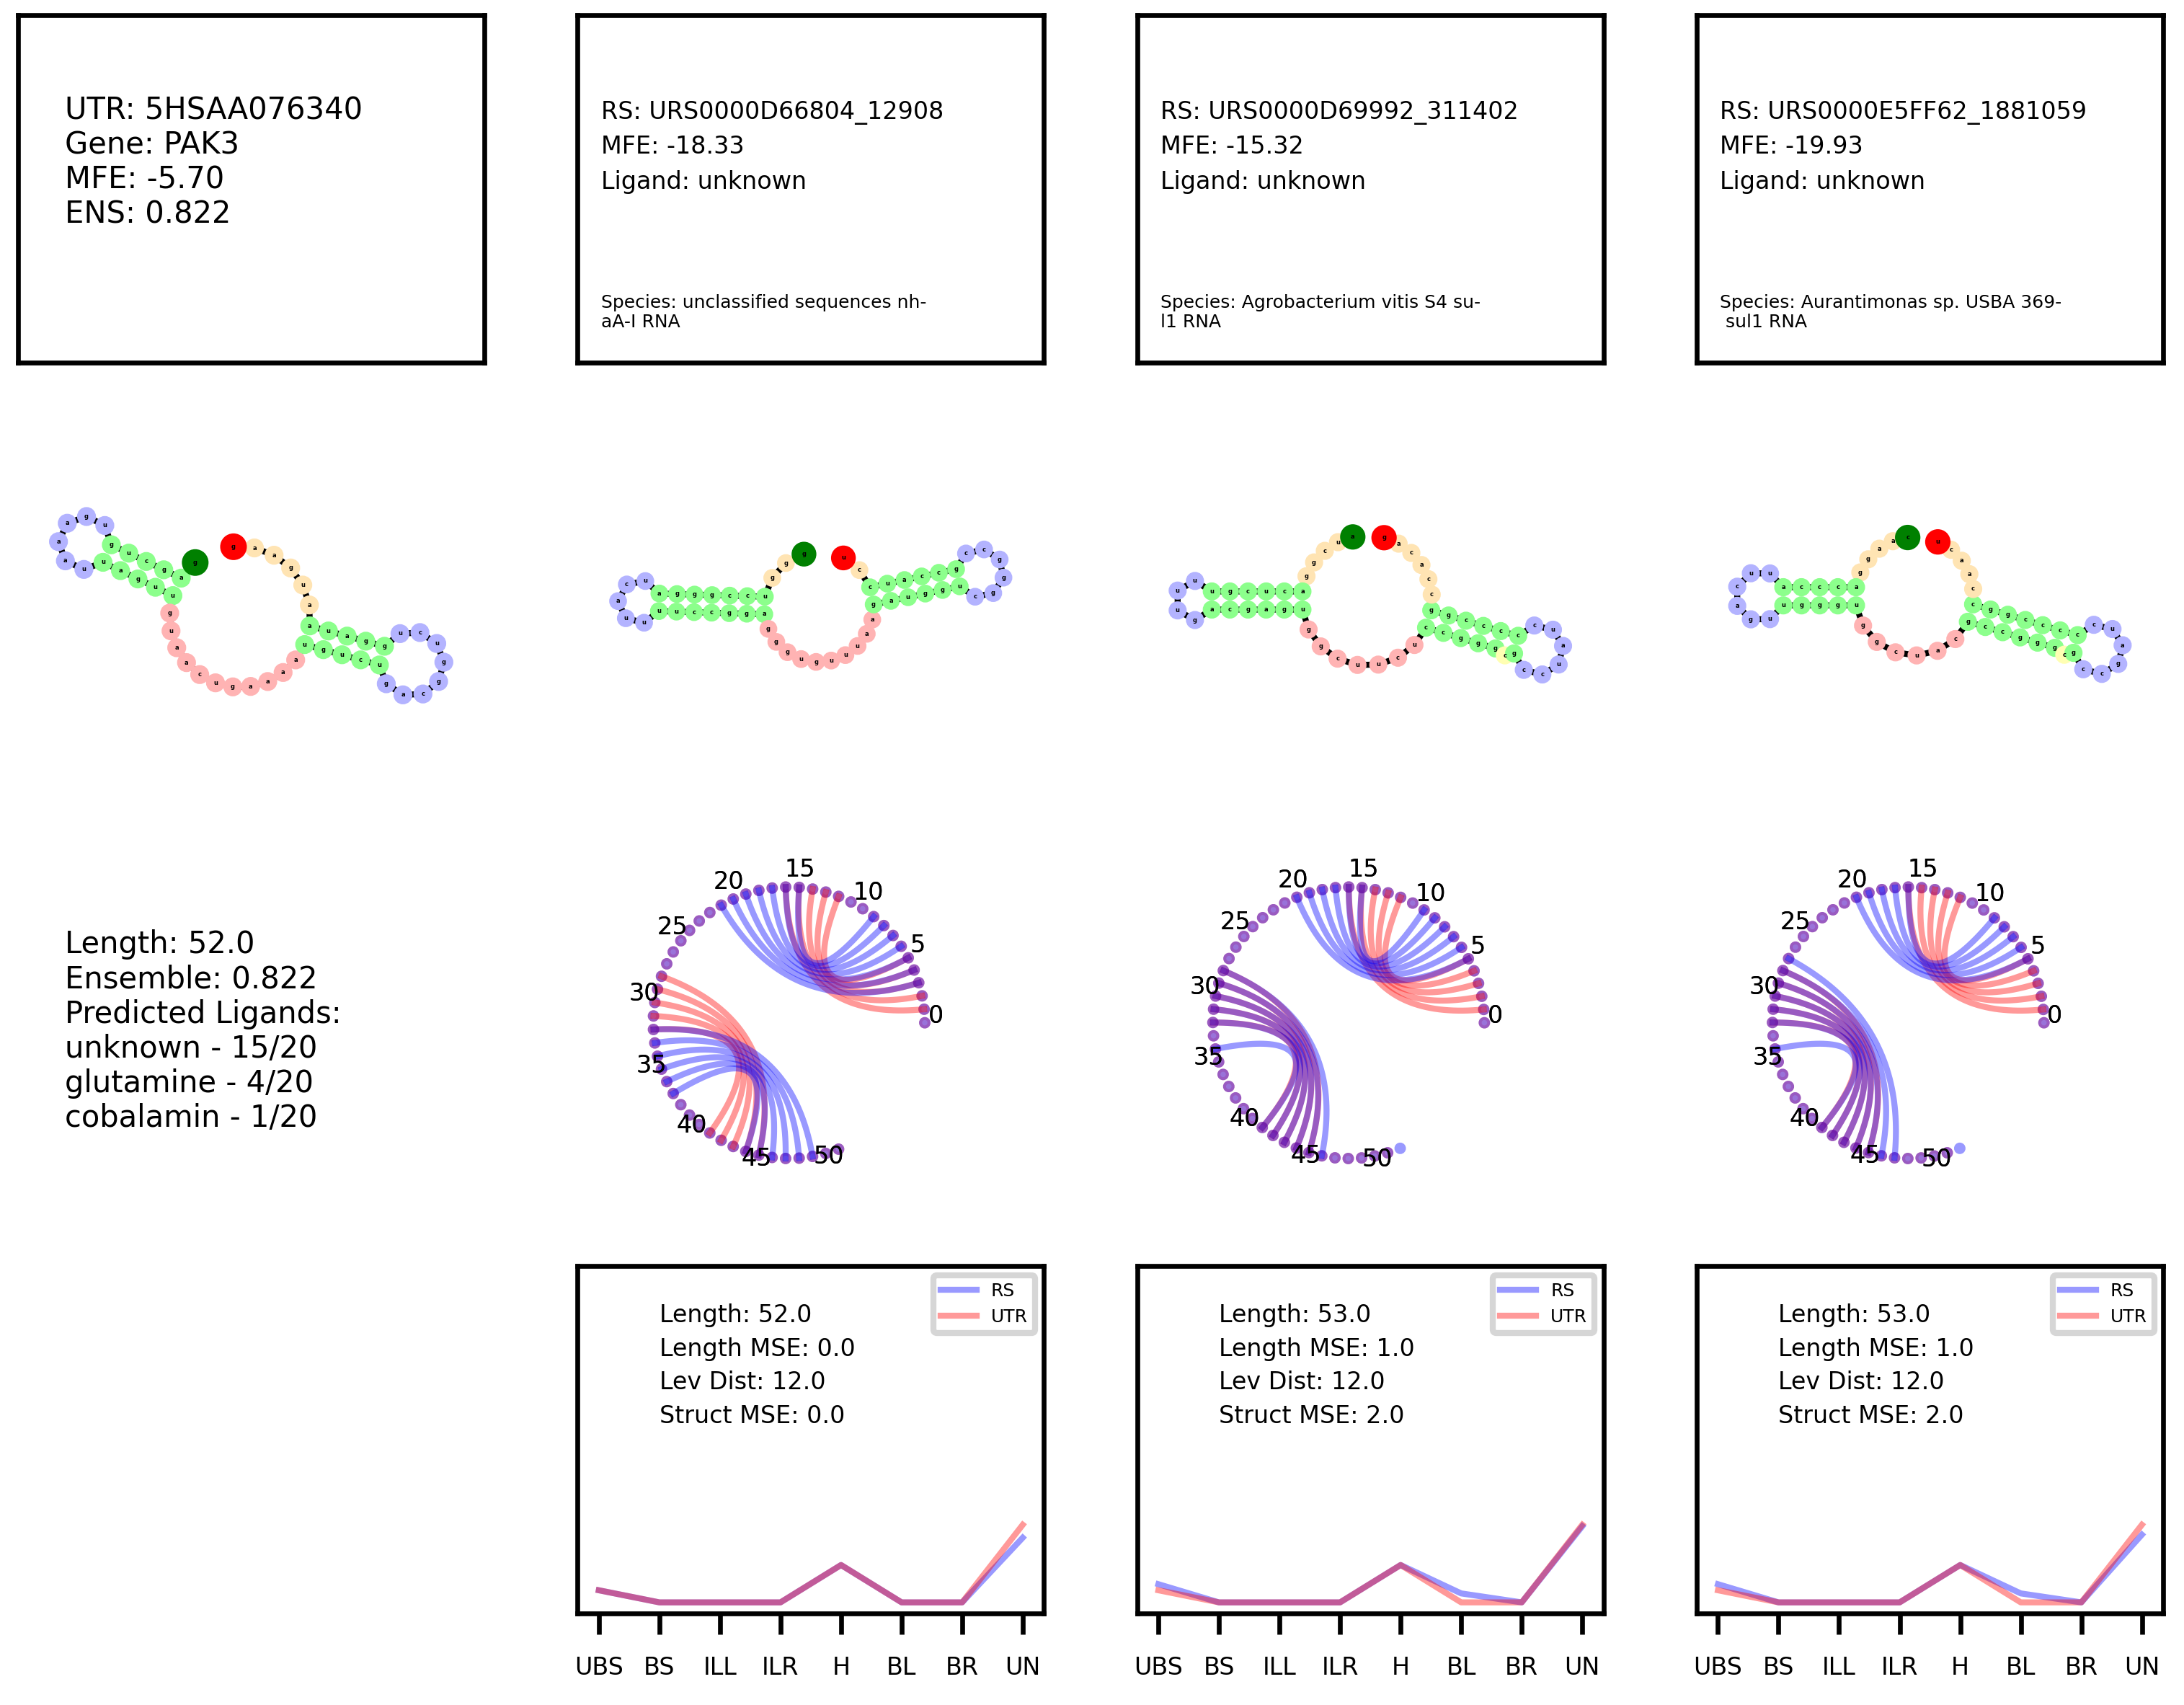 UTR: 5HSAA076340
Gene: PAK3
MFE: -5.70
ENS: 0.822
RS: URS0000D66804_12908
MFE: -18.33
Ligand: unknown
Species: unclassified sequences nh-
aA-I RNA
RS: URS0000D69992_311402
MFE: -15.32
Ligand: unknown
Species: Agrobacterium vitis S4 su-
l1 RNA
RS: URS0000E5FF62_1881059
MFE: -19.93
Ligand: unknown
Species: Aurantimonas sp. USBA 369-
sul1 RNA
Length: 52.0
Ensemble: 0.822
Predicted Ligands:
unknown - 15/20
glutamine - 4/20
cobalamin - 1/20
0
5
10
15
20
25
30
35
40
45
50
0
5
10
15
20
25
30
35
40
45
50
0
5
10
15
20
25
30
35
40
45
50
RS
UTR
Length: 52.0
Length MSE: 0.0
Lev Dist: 12.0
Struct MSE: 0.0
UBS BS ILL ILR H BL BR UN
RS
UTR
Length: 53.0
Length MSE: 1.0
Lev Dist: 12.0
Struct MSE: 2.0
UBS BS ILL ILR H BL BR UN
RS
UTR
Length: 53.0
Length MSE: 1.0
Lev Dist: 12.0
Struct MSE: 2.0
UBS BS ILL ILR H BL BR UN